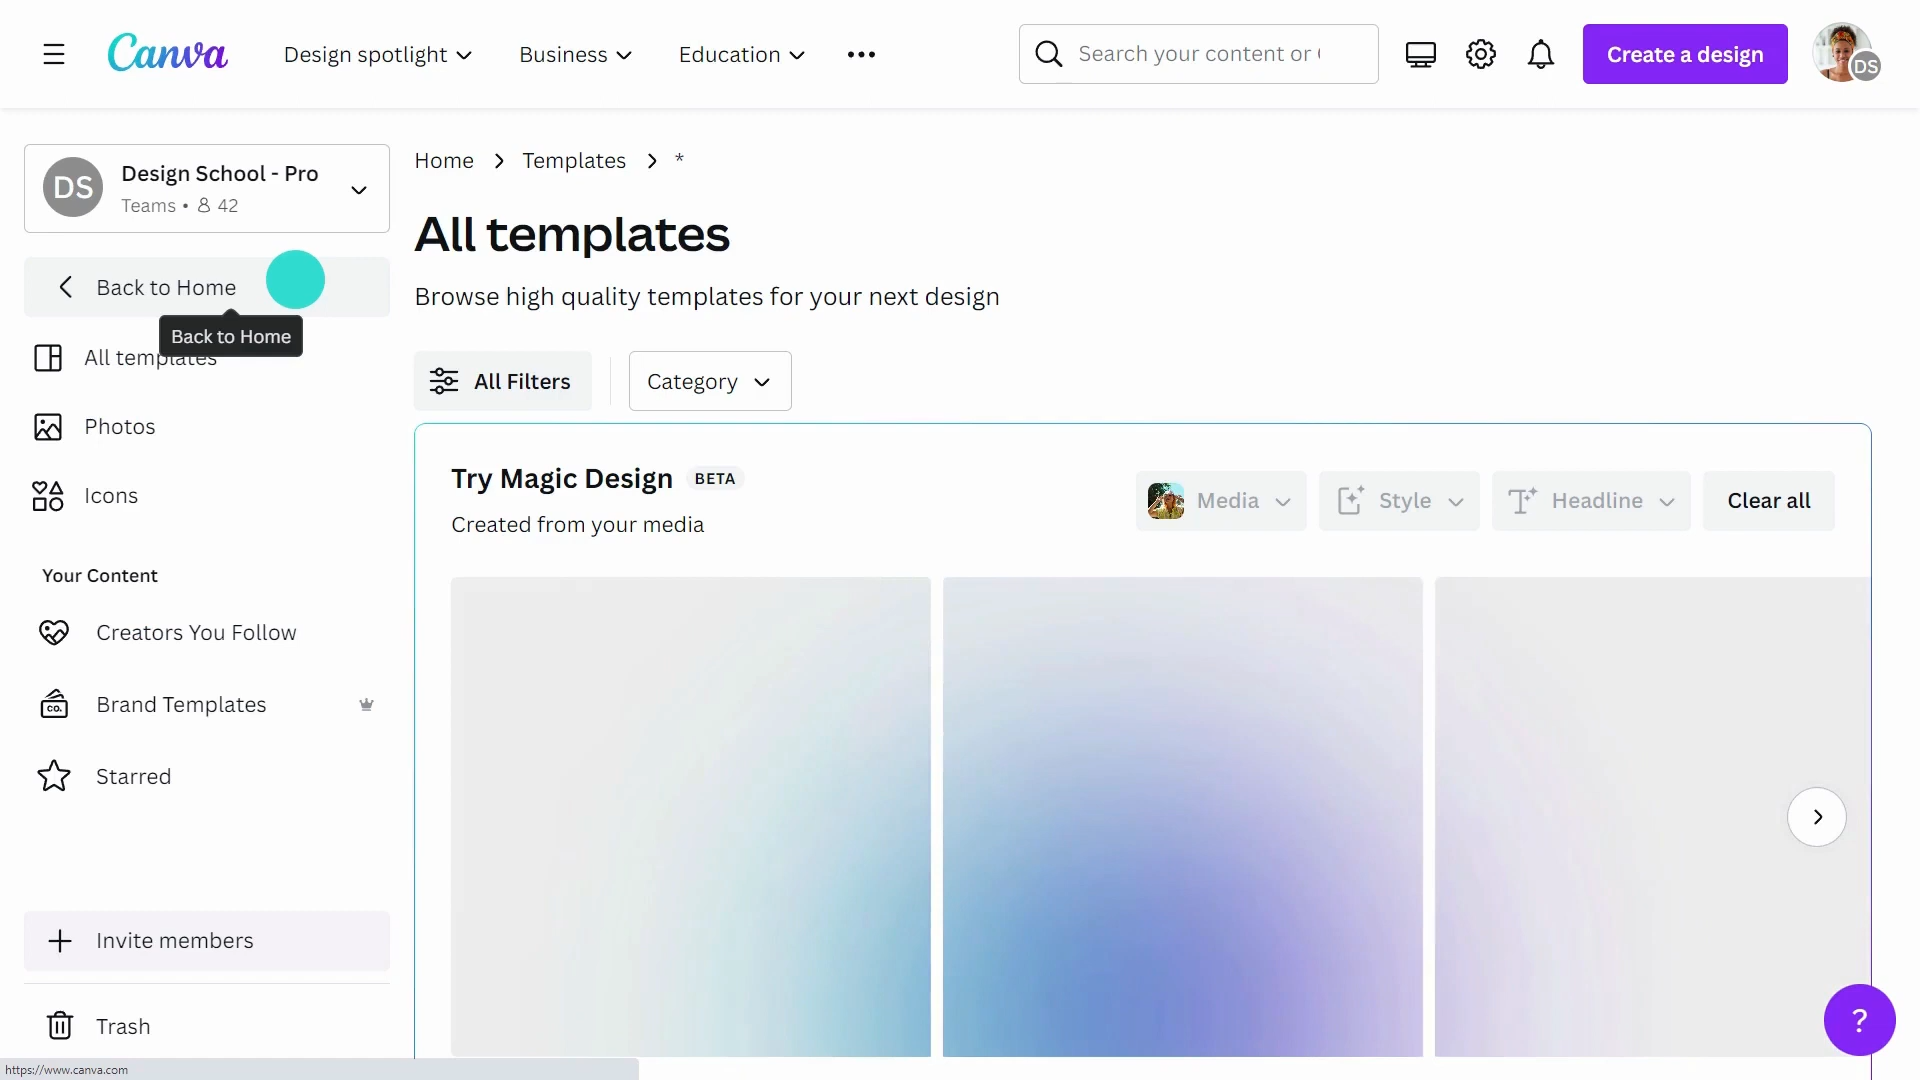 Canva
Design spotlight
Business
Education
Search your content or
Create a design
DS
DS
Design School - Pro
Teams • 42
Back to Home
Back to Home
All templates
Photos
Icons
Your Content
Creators You Follow
CO.
Brand Templates
Starred
Invite members
Trash
https://www.canva.com
Home > Templates > *
All templates
Browse high quality templates for your next design
All Filters
Category
Try Magic Design BETA
Created from your media
Media
Style
Headline
Clear all
?